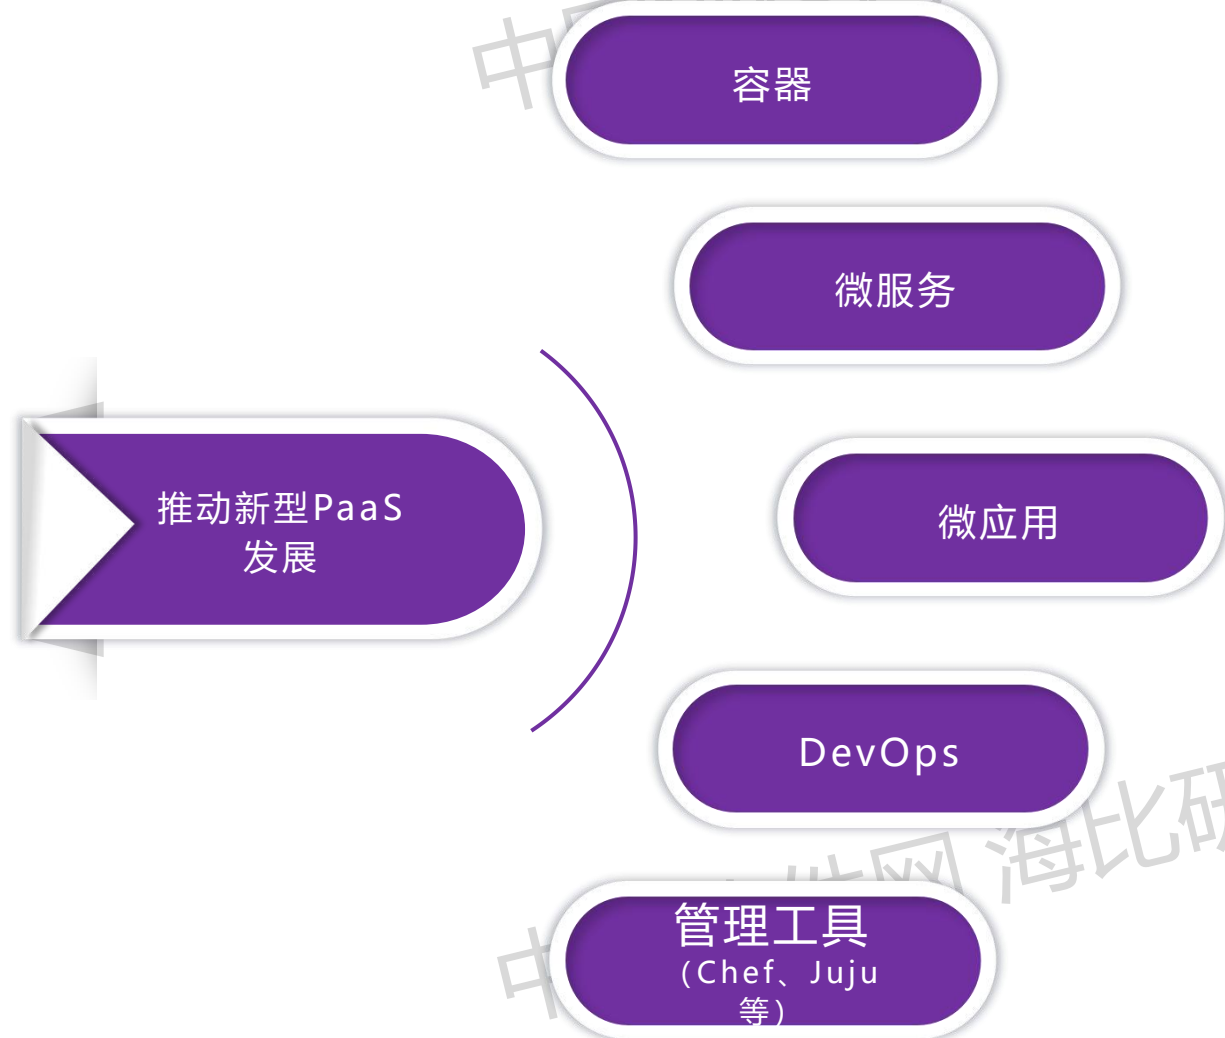 容器
微服务
推动新型PaaS
发展
微应用
DevOps
管理工具
（Chef、Juju
等）